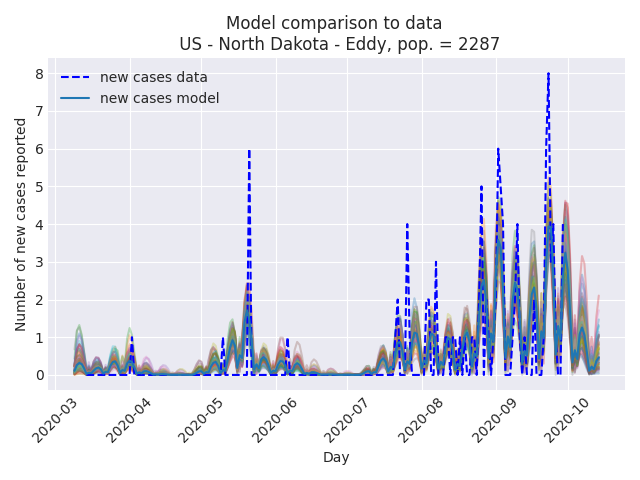 Model comparison to data
US - North Dakota - Eddy, pop. = 2287
new cases data
new cases model
Number of new cases reported
8
7
6
5
4
3
2
1
0
2020-03
2020-04
2020-05
2020-06
2020-07
2020-08
2020-09
2020-10
Day